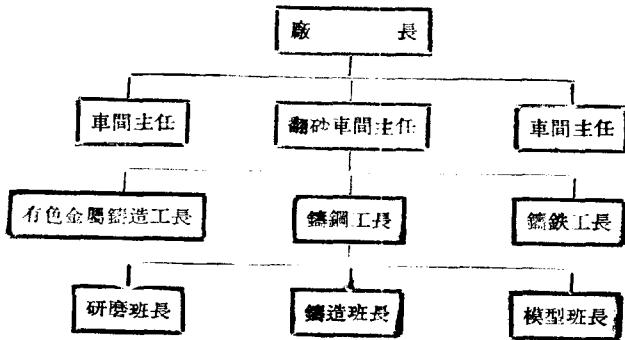 廠 長
車間主任 翻砂車間主任 車間主任
有色金屬鑄造工長 鑄鋼工長 鑄鉄工長
研磨班長 鑄造班長 模型班長